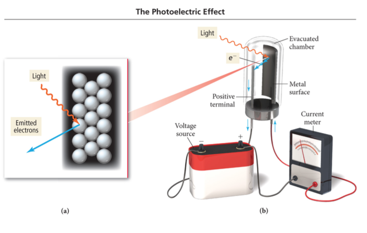 The Photoelectric Effect
Light
Emitted
electrons
(a)
Light
e⁻
Evacuated
chamber
Metal
surface
Positive
terminal
Current
meter
Voltage
source
– +
(b)